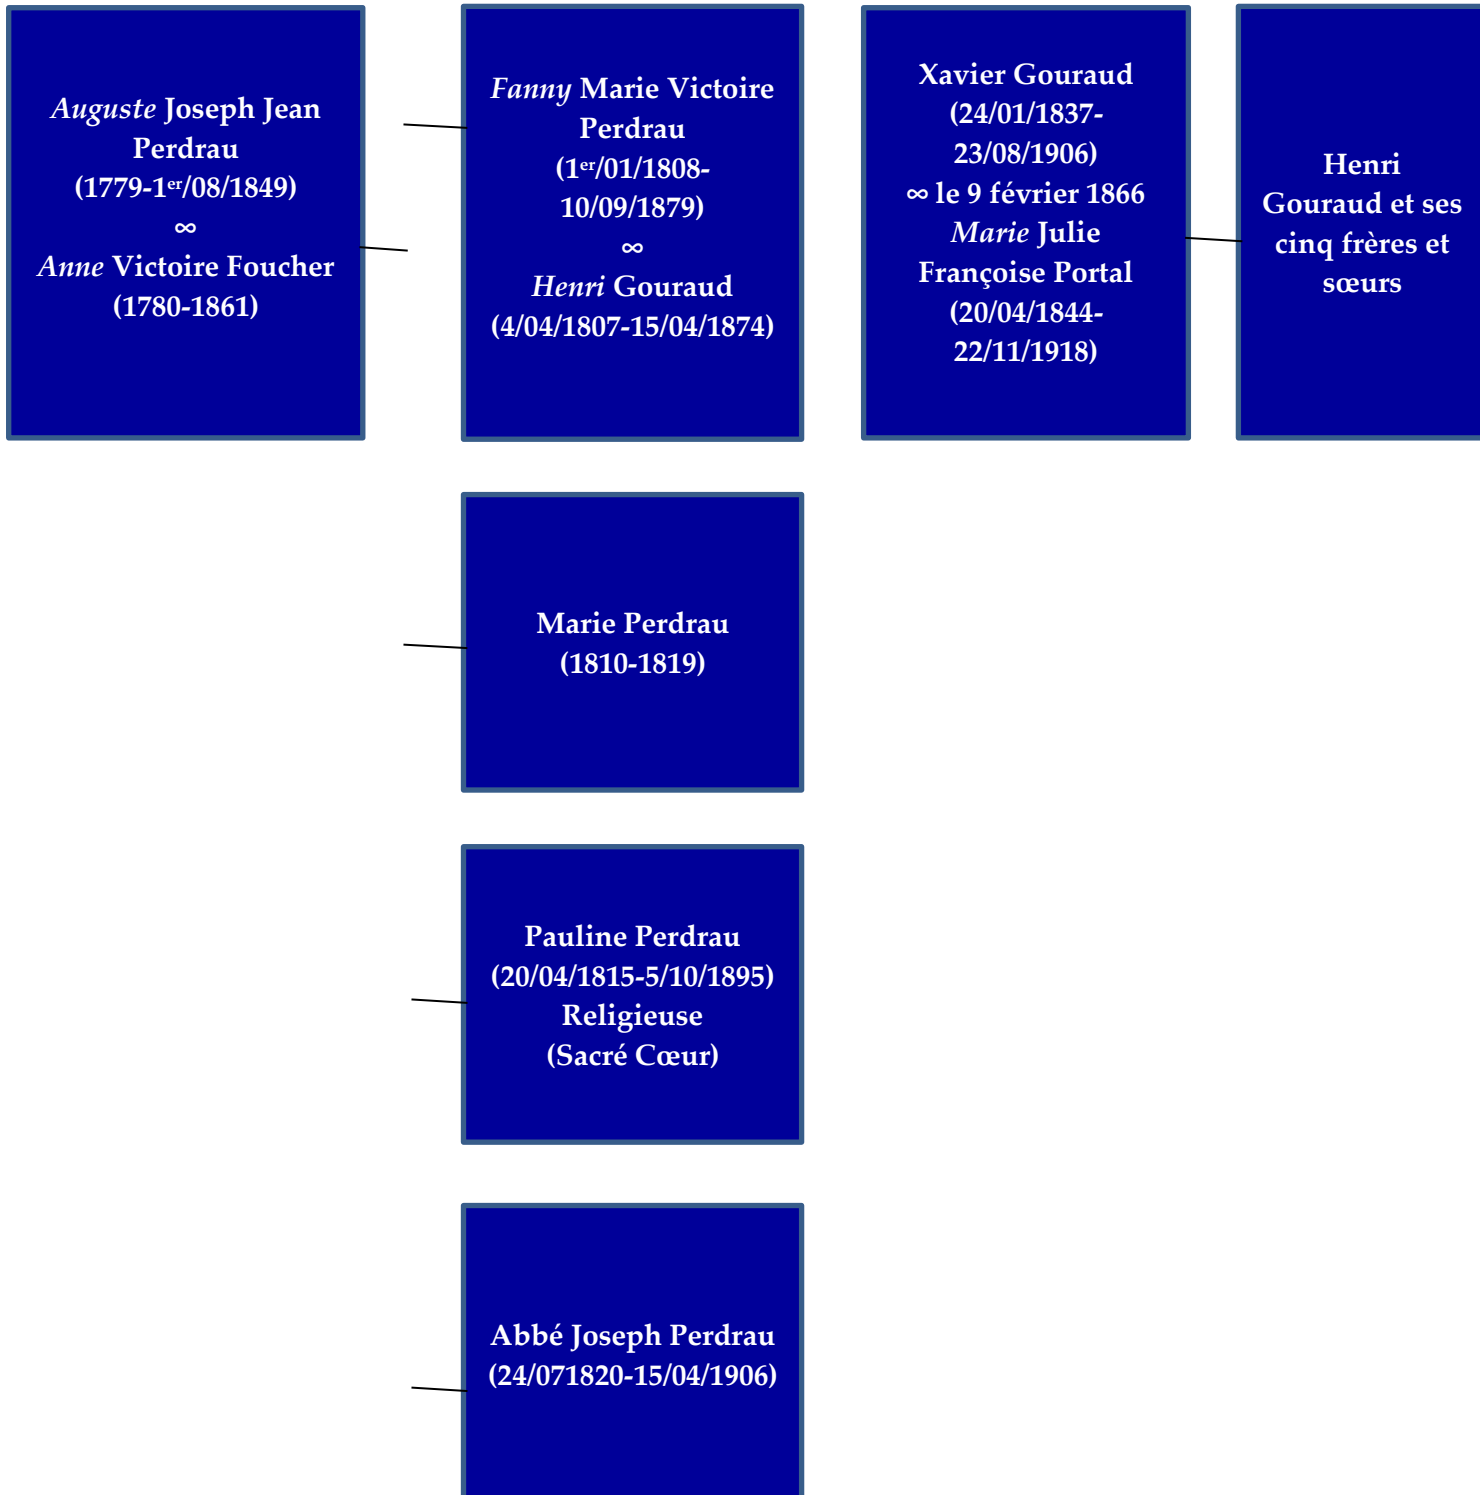 Auguste Joseph Jean
Perdrau
(1779-1er/08/1849)
∞
Anne Victoire Foucher
(1780-1861)
Fanny Marie Victoire
Perdrau
(1er/01/1808-
10/09/1879)
∞
Henri Gouraud
(4/04/1807-15/04/1874)
Xavier Gouraud
(24/01/1837-
23/08/1906)
∞ le 9 février 1866
Marie Julie
Françoise Portal
(20/04/1844-
22/11/1918)
Henri
Gouraud et ses
cinq frères et
sœurs
Marie Perdrau
(1810-1819)
Pauline Perdrau
(20/04/1815-5/10/1895)
Religieuse
(Sacré Cœur)
Abbé Joseph Perdrau
(24/071820-15/04/1906)